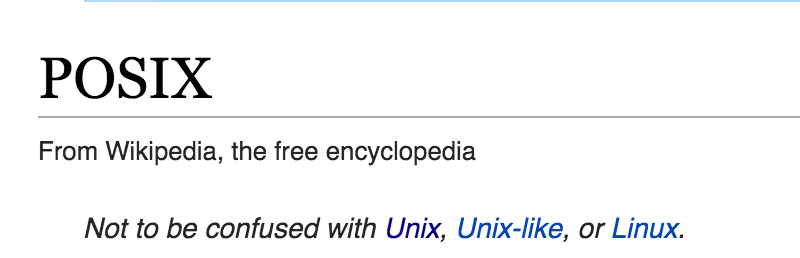 POSIX
From Wikipedia, the free encyclopedia
Not to be confused with Unix, Unix-like, or Linux.